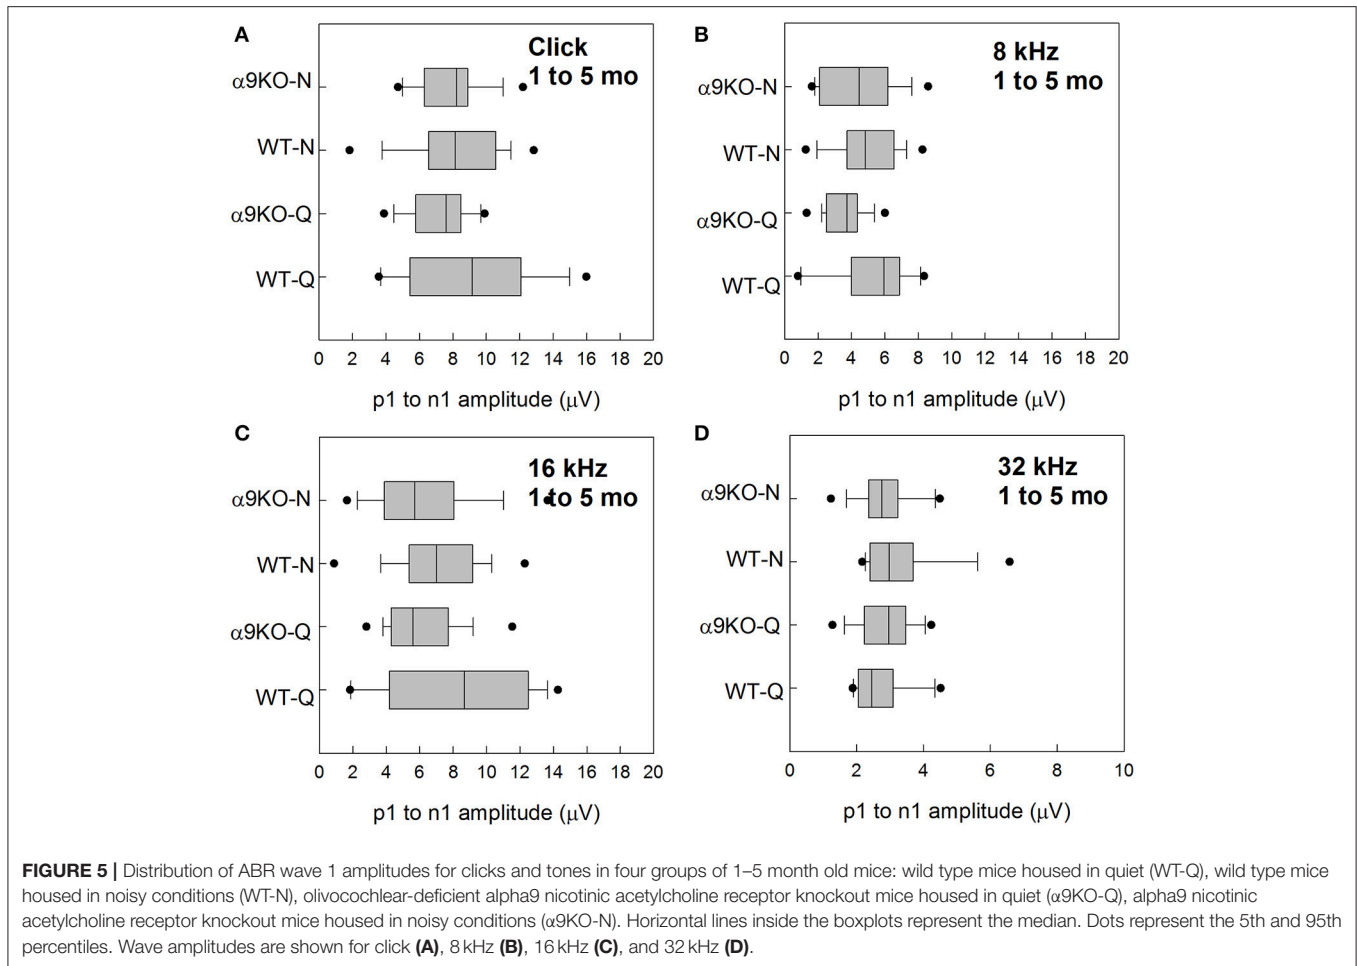 A
Click
1 to 5 mo
α9KO-N
WT-N
α9KO-Q
WT-Q
0 2 4 6 8 10 12 14 16 18 20
p1 to n1 amplitude (μV)
B
8 kHz
1 to 5 mo
α9KO-N
WT-N
α9KO-Q
WT-Q
0 2 4 6 8 10 12 14 16 18 20
p1 to n1 amplitude (μV)
C
16 kHz
1 to 5 mo
α9KO-N
WT-N
α9KO-Q
WT-Q
0 2 4 6 8 10 12 14 16 18 20
p1 to n1 amplitude (μV)
D
32 kHz
1 to 5 mo
α9KO-N
WT-N
α9KO-Q
WT-Q
0 2 4 6 8 10
p1 to n1 amplitude (μV)
FIGURE 5 | Distribution of ABR wave 1 amplitudes for clicks and tones in four groups of 1–5 month old mice: wild type mice housed in quiet (WT-Q), wild type mice
housed in noisy conditions (WT-N), olivocochlear-deficient alpha9 nicotinic acetylcholine receptor knockout mice housed in quiet (α9KO-Q), alpha9 nicotinic
acetylcholine receptor knockout mice housed in noisy conditions (α9KO-N). Horizontal lines inside the boxplots represent the median. Dots represent the 5th and 95th
percentiles. Wave amplitudes are shown for click (A), 8 kHz (B), 16 kHz (C), and 32 kHz (D).